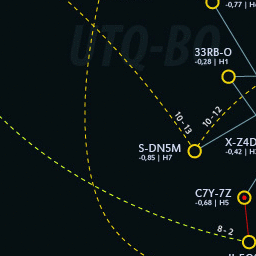 -0,77 | H
UTQ-BO
33RB-O
-0,28 | H1
10 - 13
10 - 12
S-DN5M
-0,85 | H7
X-Z4D
-0,42 | H
C7Y-7Z
-0,68 | H5
8 - 2